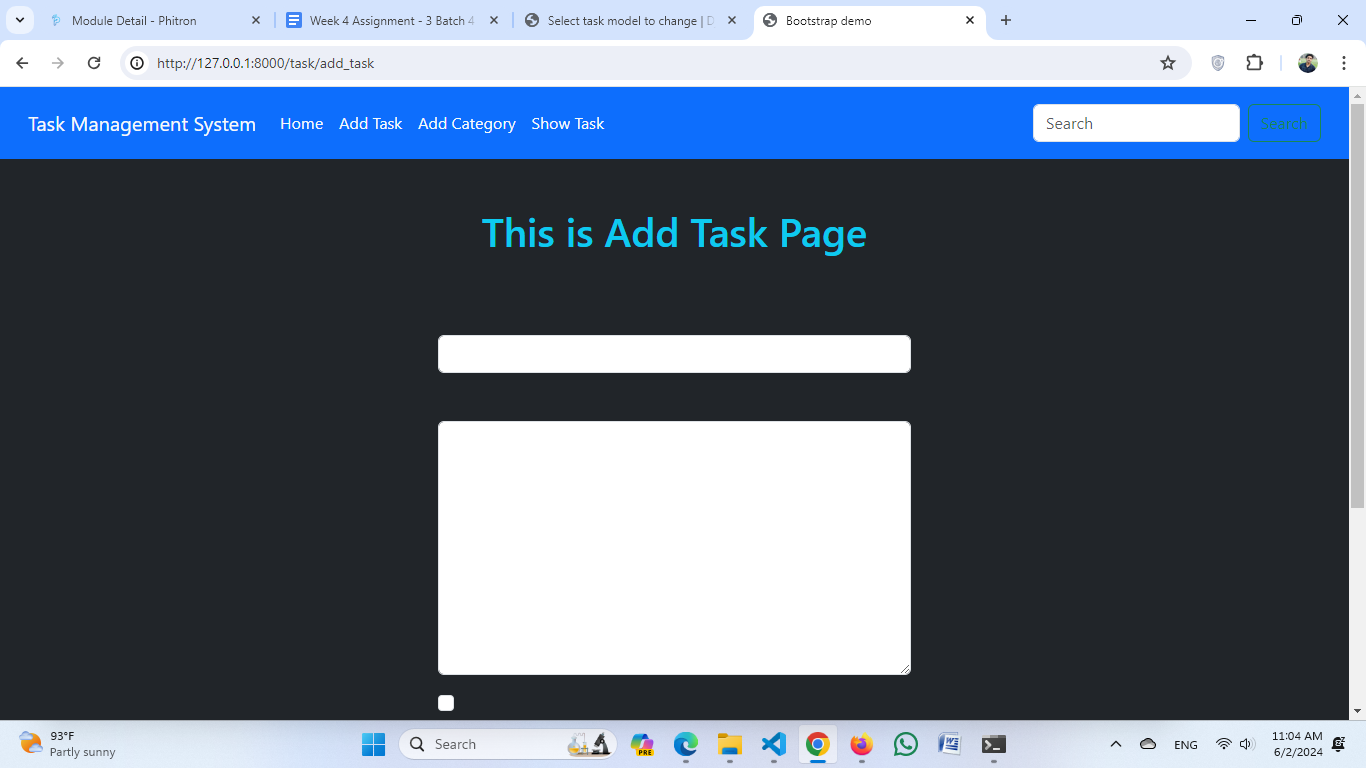 Module Detail - Phitron
Week 4 Assignment - 3 Batch 4
Select task model to change | D
Bootstrap demo
http://127.0.0.1:8000/task/add_task
Task Management System Home Add Task Add Category Show Task Search Search
This is Add Task Page
93°F
Partly sunny
Search
PRE
ENG
11:04 AM
6/2/2024